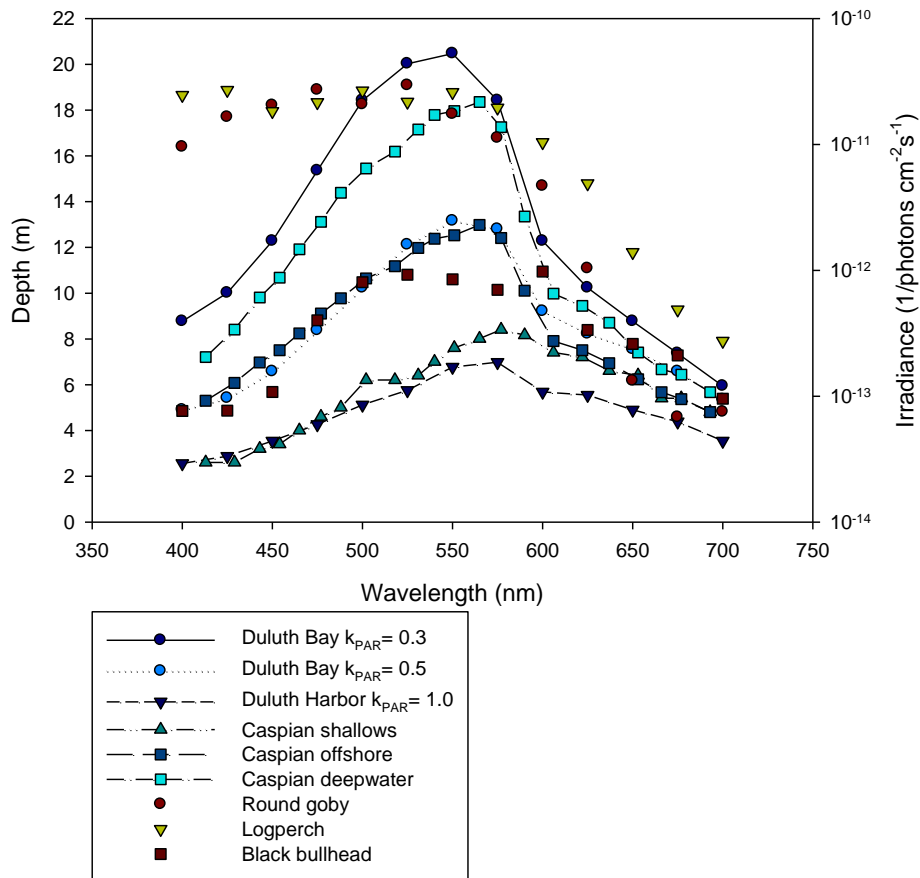 22
20
18
16
14
12
10
8
6
4
2
0
Depth (m)
10-10
10-11
10-12
10-13
10-14
Irradiance (1/photons cm-2s-1)
350 400 450 500 550 600 650 700 750
Wavelength (nm)
Duluth Bay kPAR= 0.3
Duluth Bay kPAR= 0.5
Duluth Harbor kPAR= 1.0
Caspian shallows
Caspian offshore
Caspian deepwater
Round goby
Logperch
Black bullhead